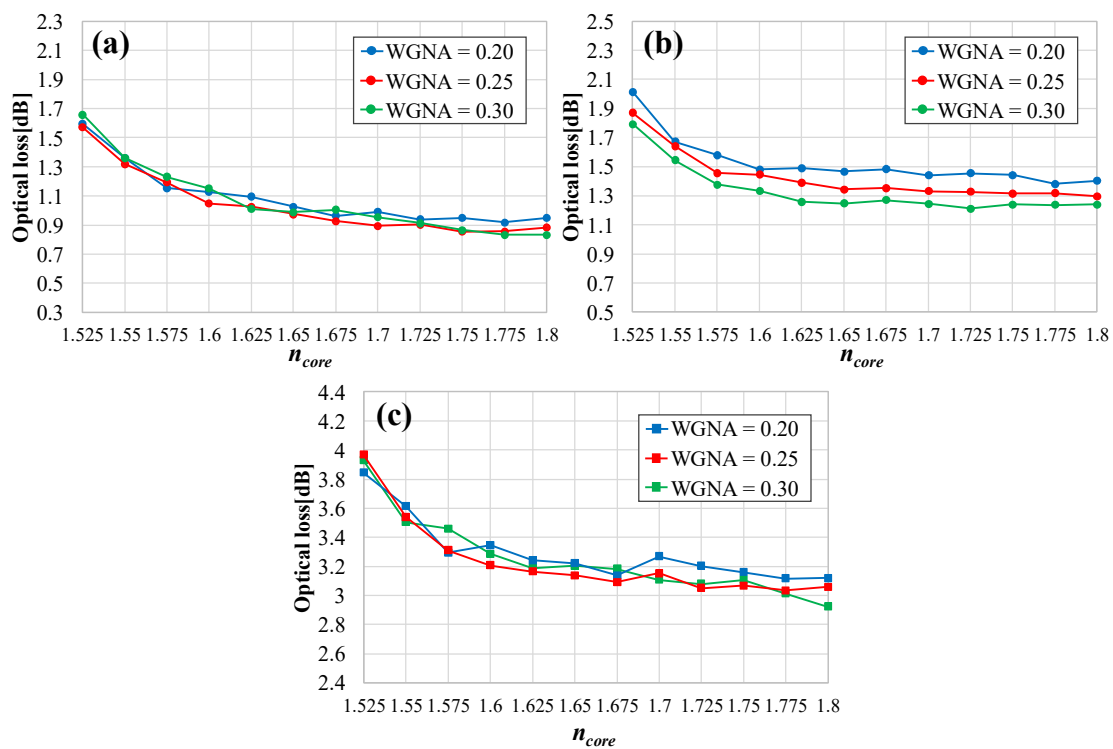 (a)
Optical loss[dB]
2.3
2.1
1.9
1.7
1.5
1.3
1.1
0.9
0.7
0.5
0.3
WGNA = 0.20
WGNA = 0.25
WGNA = 0.30
1.525 1.55 1.575 1.6 1.625 1.65 1.675 1.7 1.725 1.75 1.775 1.8
n core
(b)
Optical loss[dB]
2.5
2.3
2.1
1.9
1.7
1.5
1.3
1.1
0.9
0.7
0.5
WGNA = 0.20
WGNA = 0.25
WGNA = 0.30
1.525 1.55 1.575 1.6 1.625 1.65 1.675 1.7 1.725 1.75 1.775 1.8
n core
(c)
Optical loss[dB]
4.4
4.2
4
3.8
3.6
3.4
3.2
3
2.8
2.6
2.4
WGNA = 0.20
WGNA = 0.25
WGNA = 0.30
1.525 1.55 1.575 1.6 1.625 1.65 1.675 1.7 1.725 1.75 1.775 1.8
n core